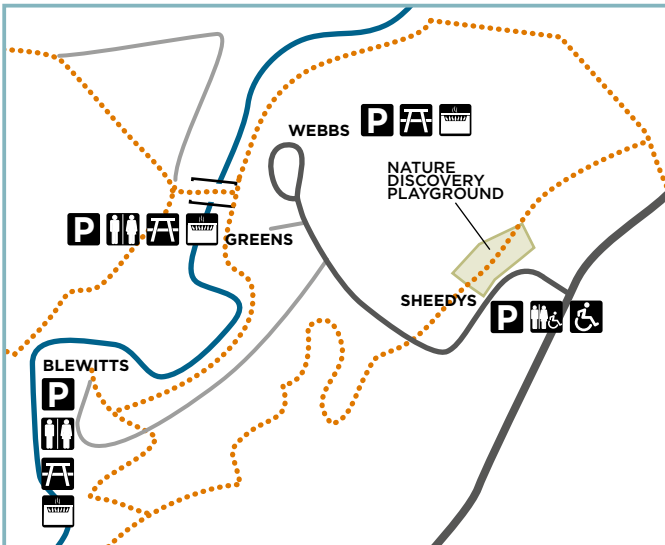 WEBBS P
NATURE
DISCOVERY
PLAYGROUND
P GREENS
SHEEDYS P
BLEWITTS
P